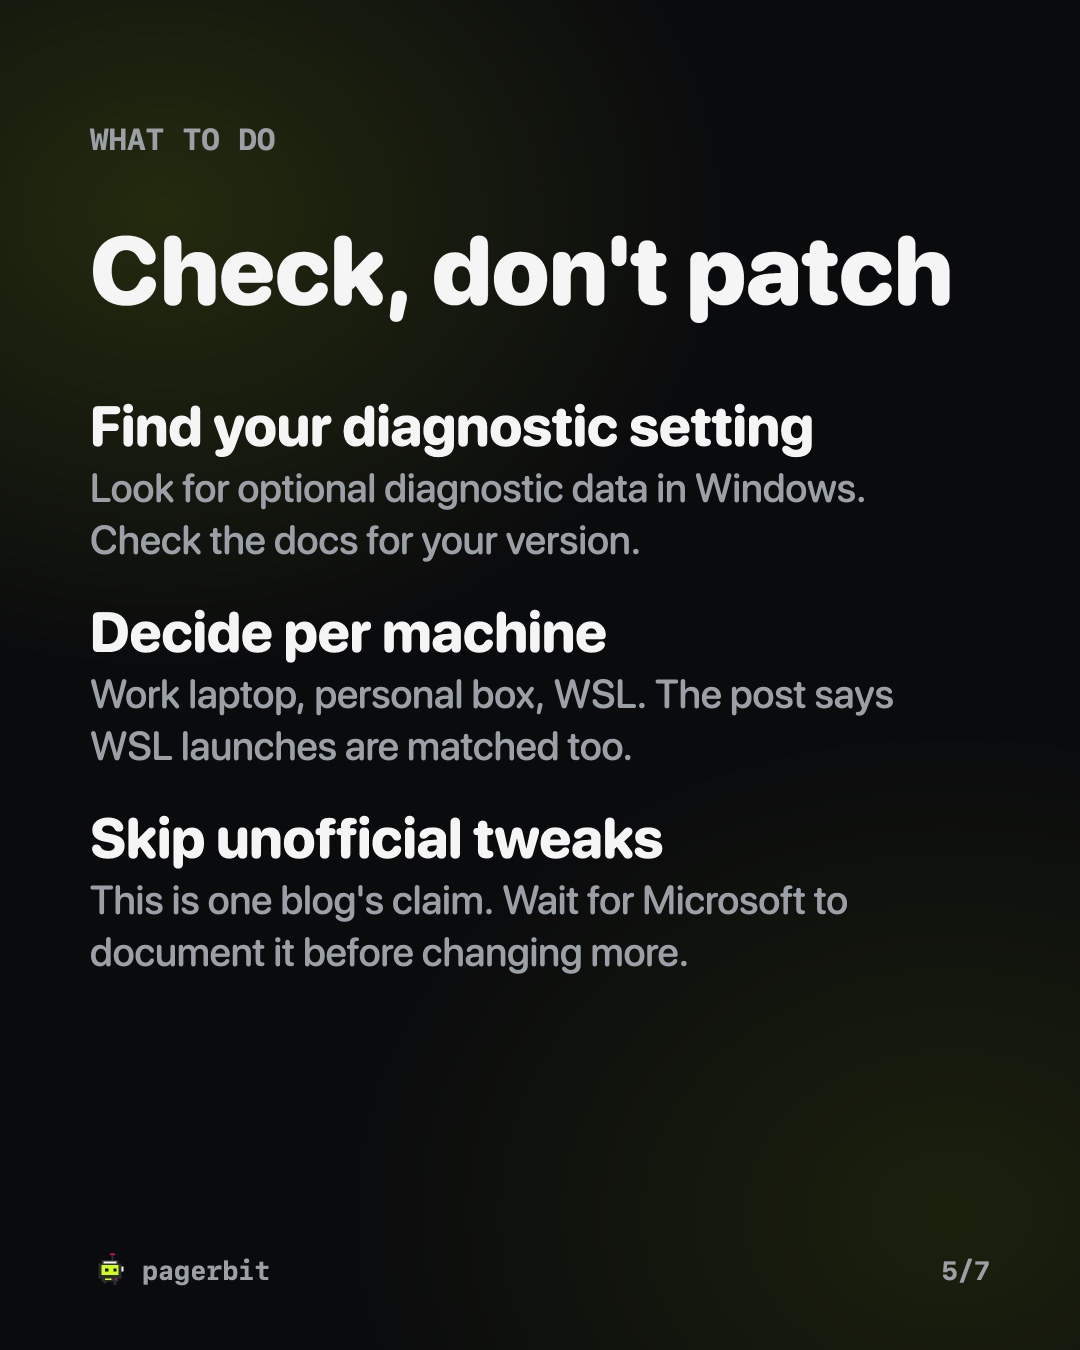 WHAT TO DO
Check, don't patch
Find your diagnostic setting
Look for optional diagnostic data in Windows.
Check the docs for your version.
Decide per machine
Work laptop, personal box, WSL. The post says
WSL launches are matched too.
Skip unofficial tweaks
This is one blog's claim. Wait for Microsoft to
document it before changing more.
pagerbit
5/7